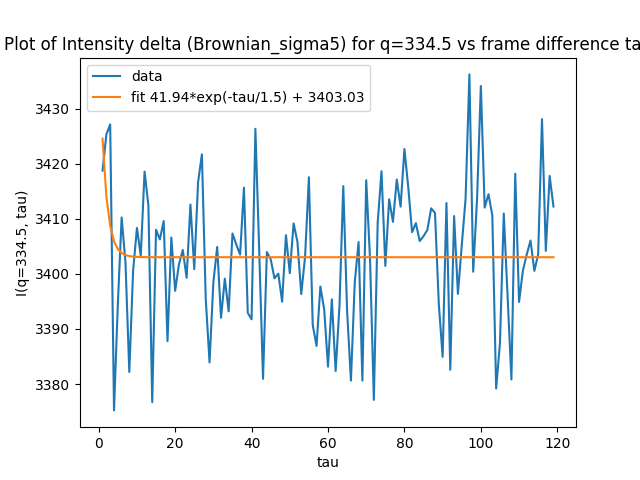 Plot of Intensity delta (Brownian_sigma5) for q=334.5 vs frame difference ta
data
fit 41.94*exp(-tau/1.5) + 3403.03
I(q=334.5, tau)
3430
3420
3410
3400
3390
3380
0 20 40 60 80 100 120
tau